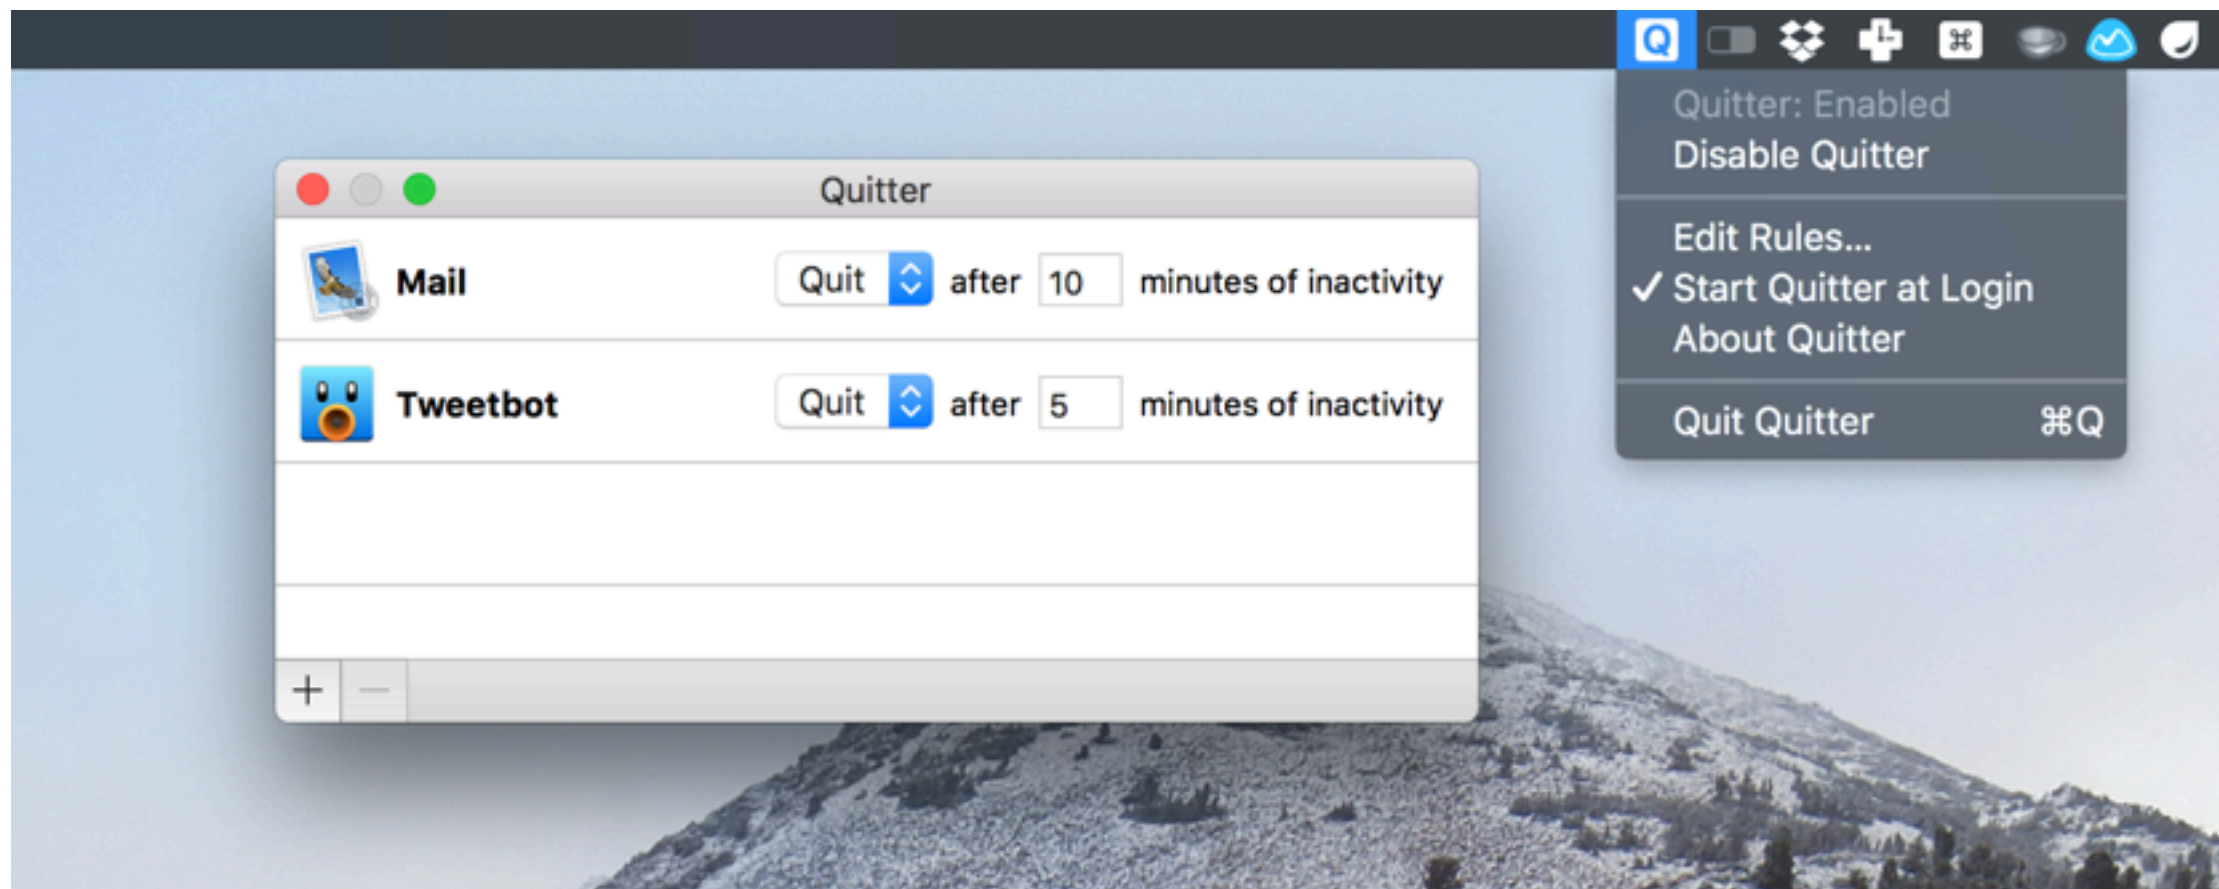 Q
Quitter: Enabled
Disable Quitter
Edit Rules...
✓ Start Quitter at Login
About Quitter
Quit Quitter ⌘Q
Quitter
Mail Quit after 10 minutes of inactivity
Tweetbot Quit after 5 minutes of inactivity